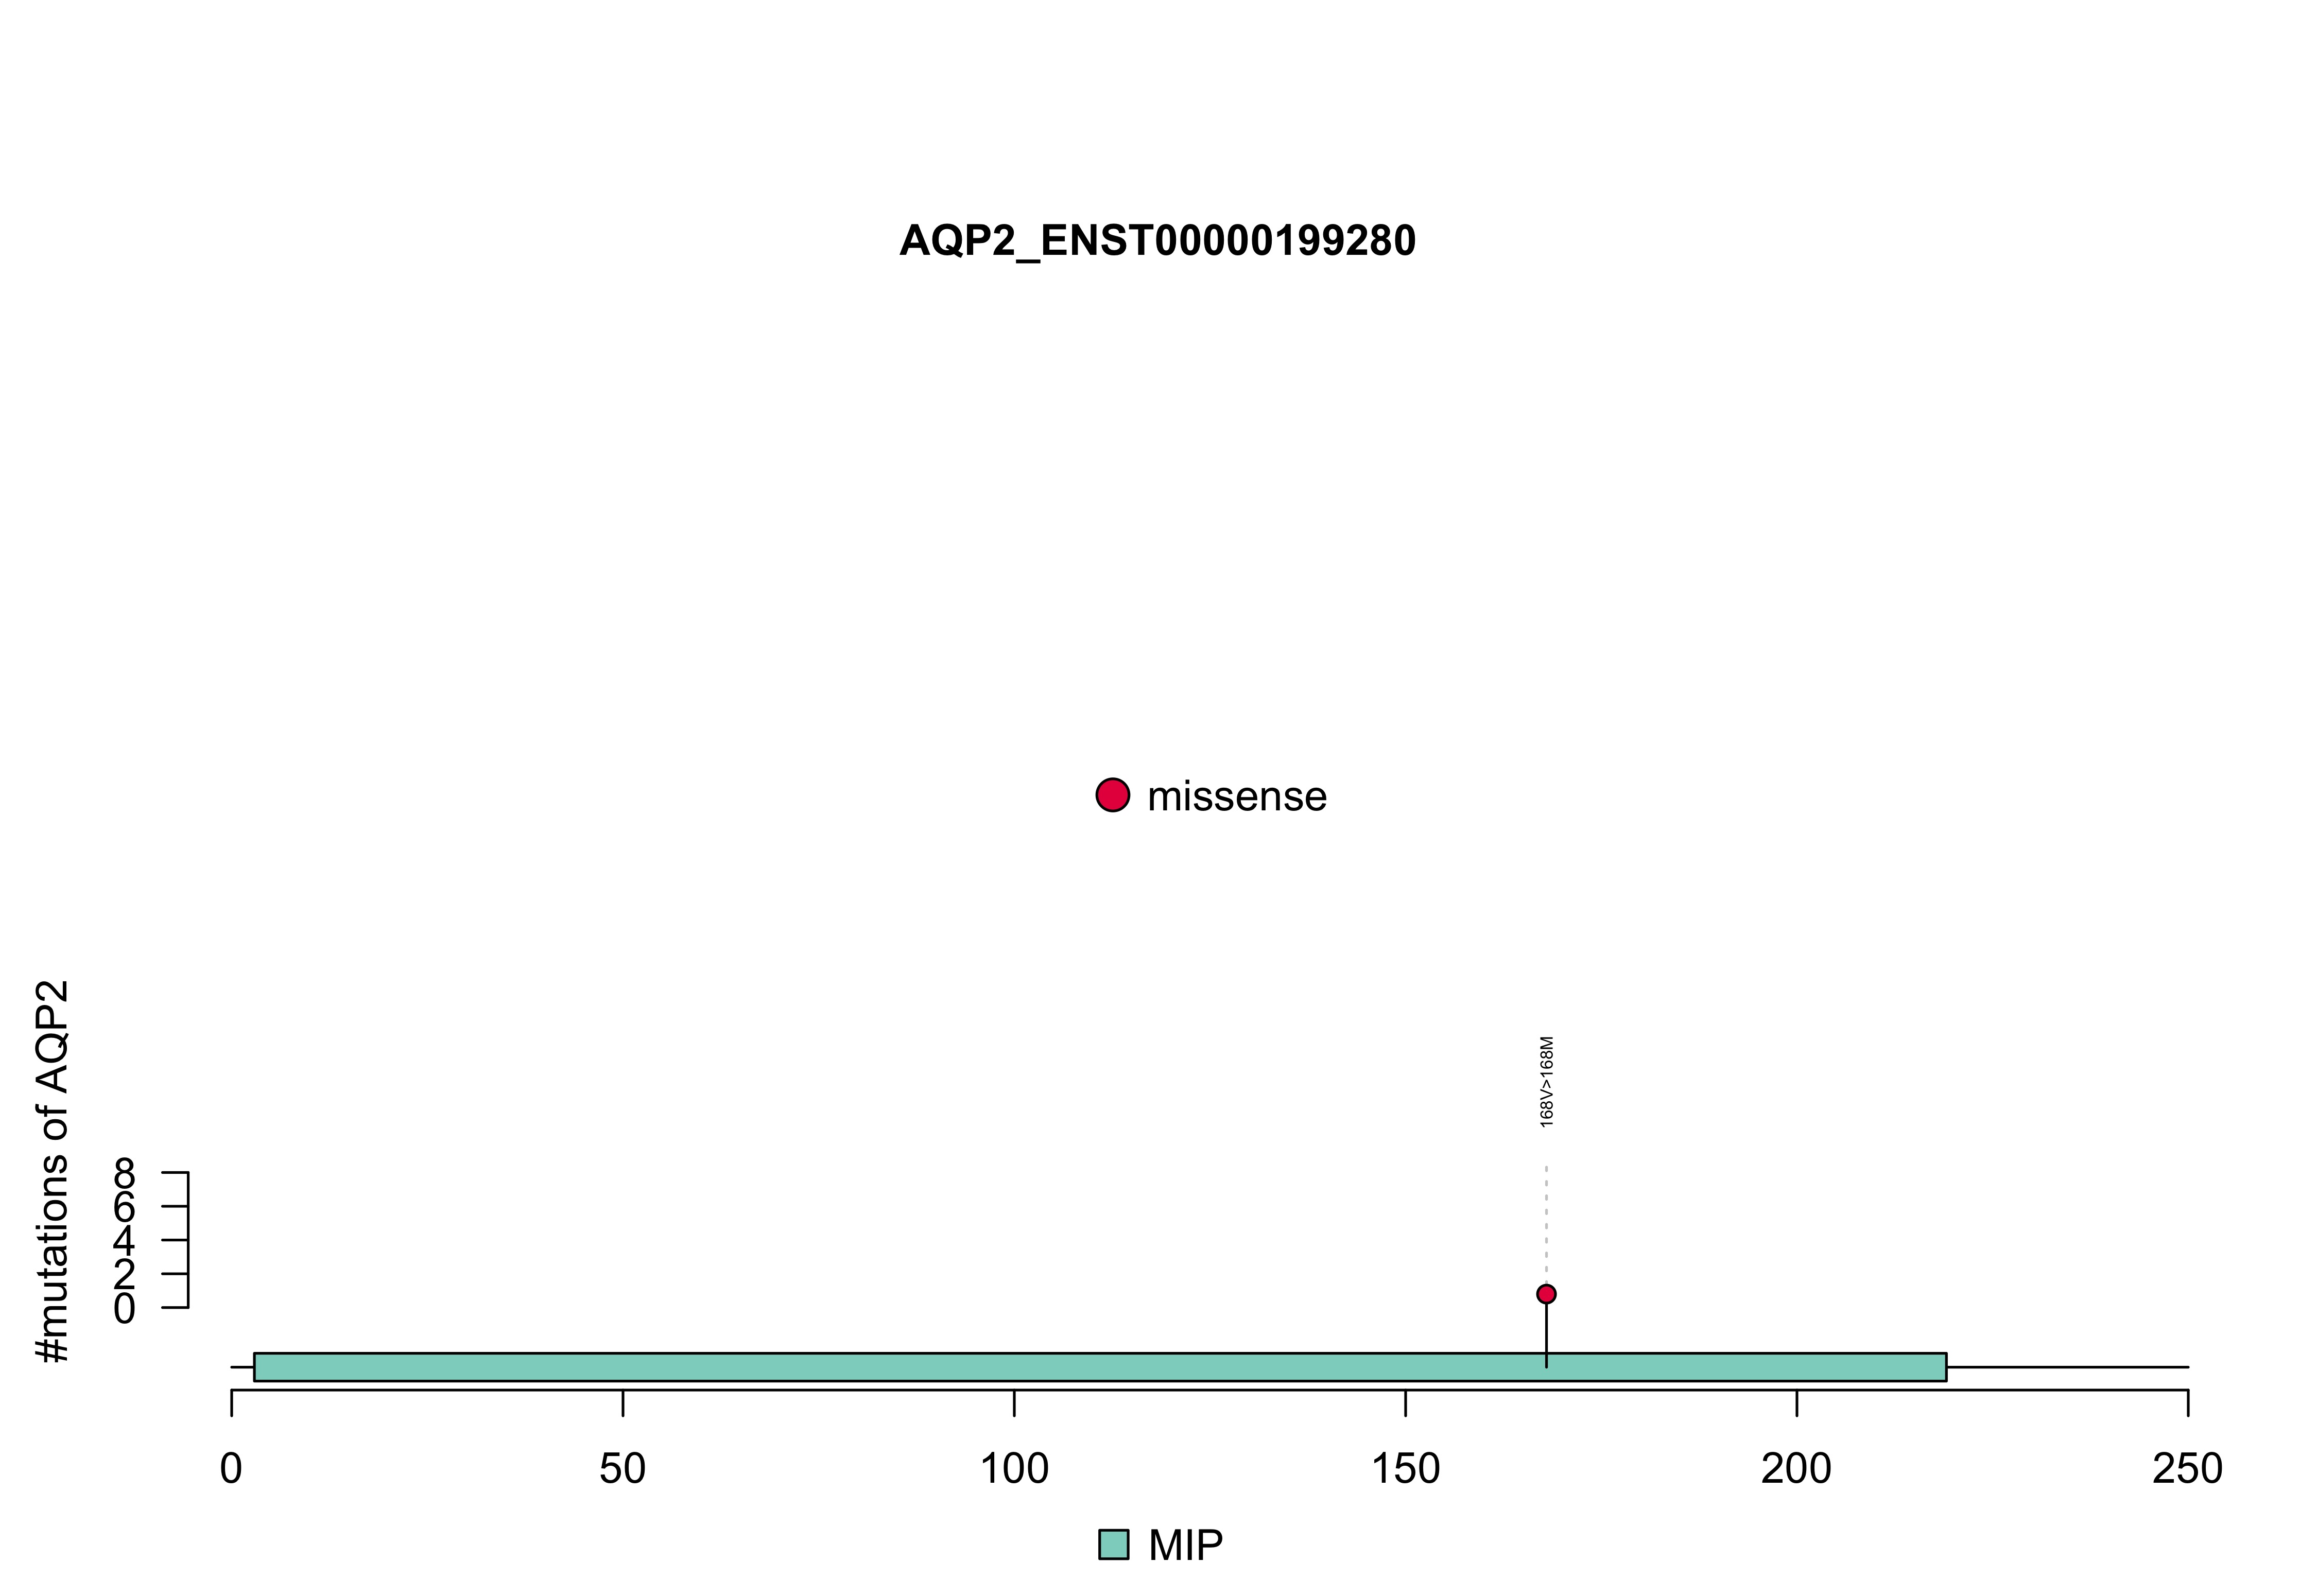 AQP2_ENST00000199280
missense
#mutations of AQP2
168V>168M
8
6
4
2
0
0 50 100 150 200 250
MIP